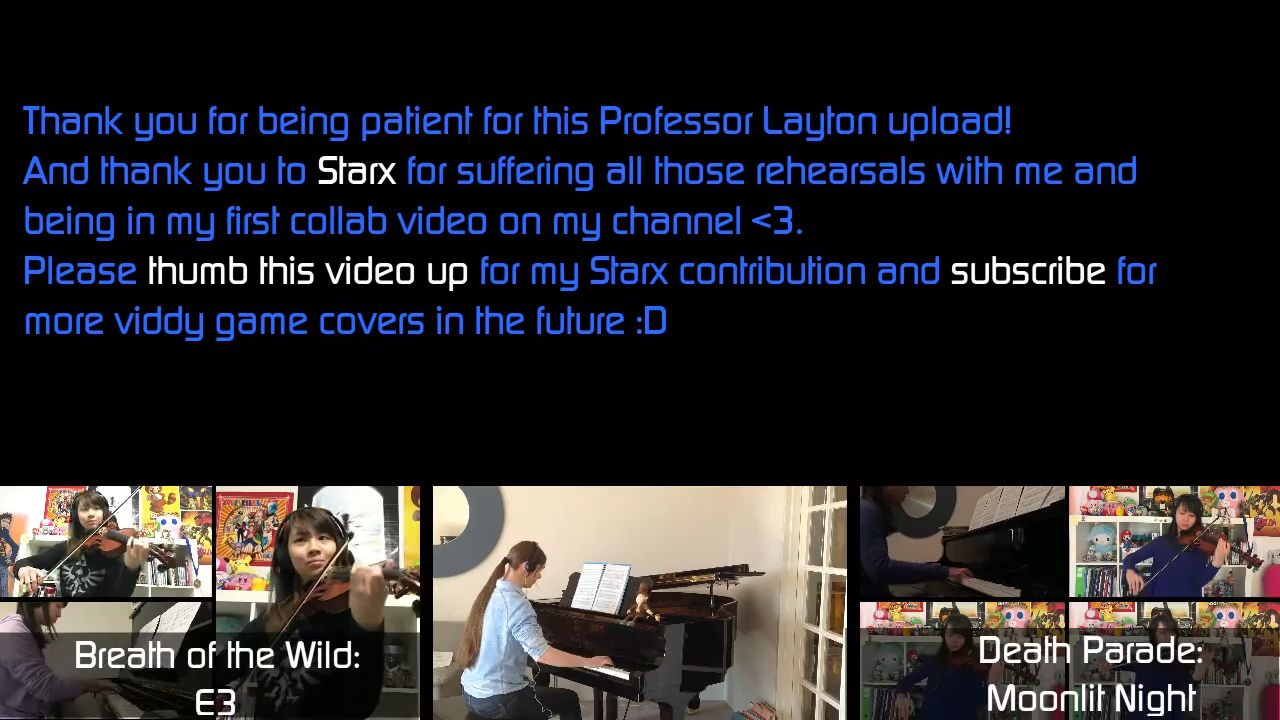 Thank you for being patient for this Professor Layton upload!
And thank you to Starx for suffering all those rehearsals with me and
being in my first collab video on my channel <3.
Please thumb this video up for my Starx contribution and subscribe for
more viddy game covers in the future :D
Breath of the Wild:
E3
Death Parade:
Moonlit Night